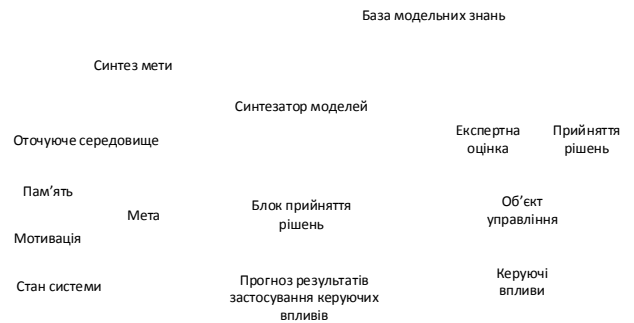 База модельних знань
Синтез мети
Синтезатор моделей
Оточуюче середовище
Експертна
оцінка
Прийняття
рішень
Пам’ять
Мета
Мотивація
Блок прийняття
рішень
Об’єкт
управління
Стан системи
Прогноз результатів
застосування керуючих
впливів
Керуючі
впливи